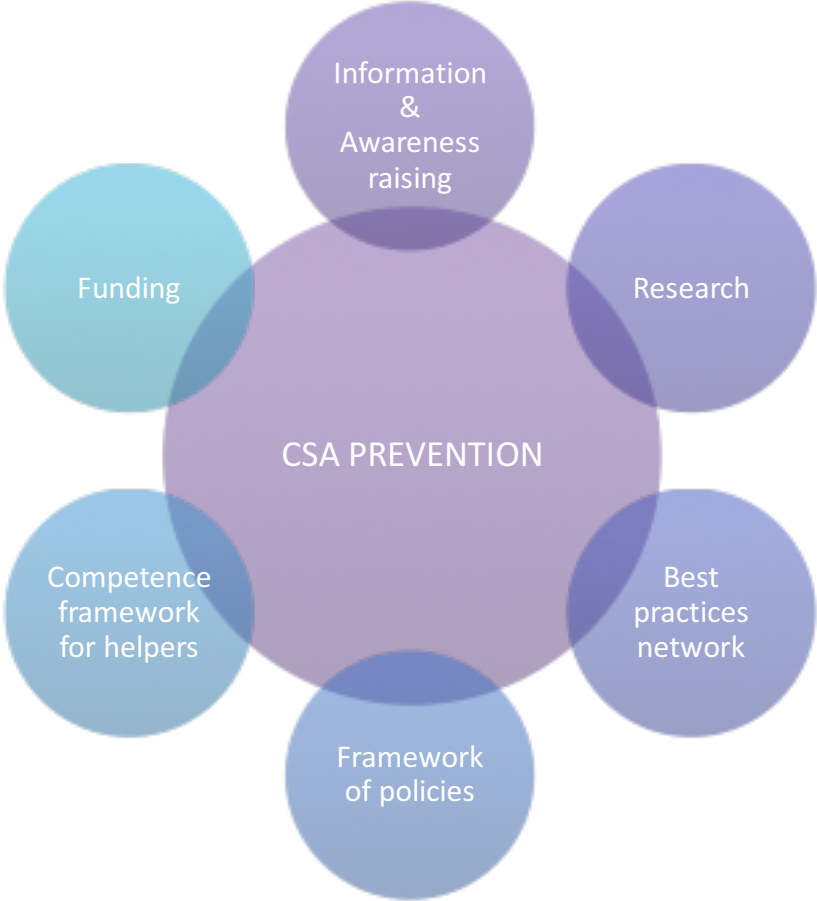 Information
&
Awareness
raising
Funding
Research
CSA PREVENTION
Competence
framework
for helpers
Best
practices
network
Framework
of policies